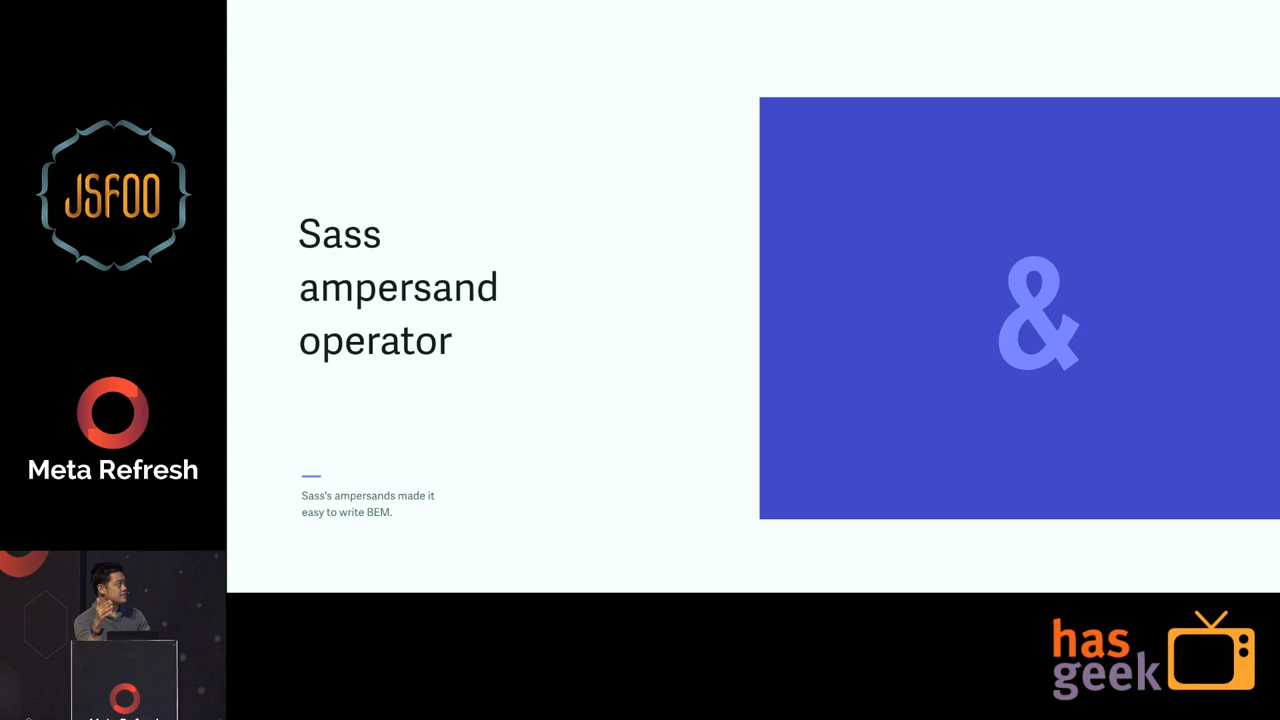 JSFOO
Meta Refresh
Sass
ampersand
operator
&
Sass's ampersands made it
easy to write BEM.
has
geek